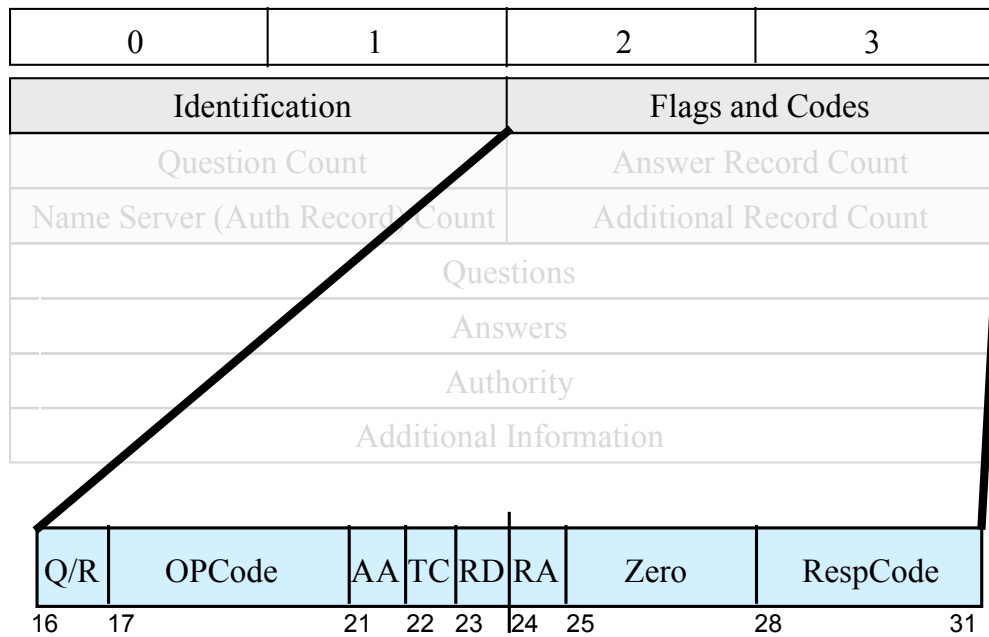 0 1 2 3
Identification Flags and Codes
Question Count Answer Record Count
Name Server (Auth Record) Count Additional Record Count
Questions
Answers
Authority
Additional Information
Q/R OPCode AA TC RD RA Zero RespCode
16 17 21 22 23 24 25 28 31